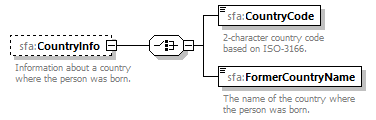 sfa:CountryInfo
Information about a country
where the person was born.
sfa:CountryCode
2-character country code
based on ISO-3166.
sfa:FormerCountryName
The name of the country where
the person was born.